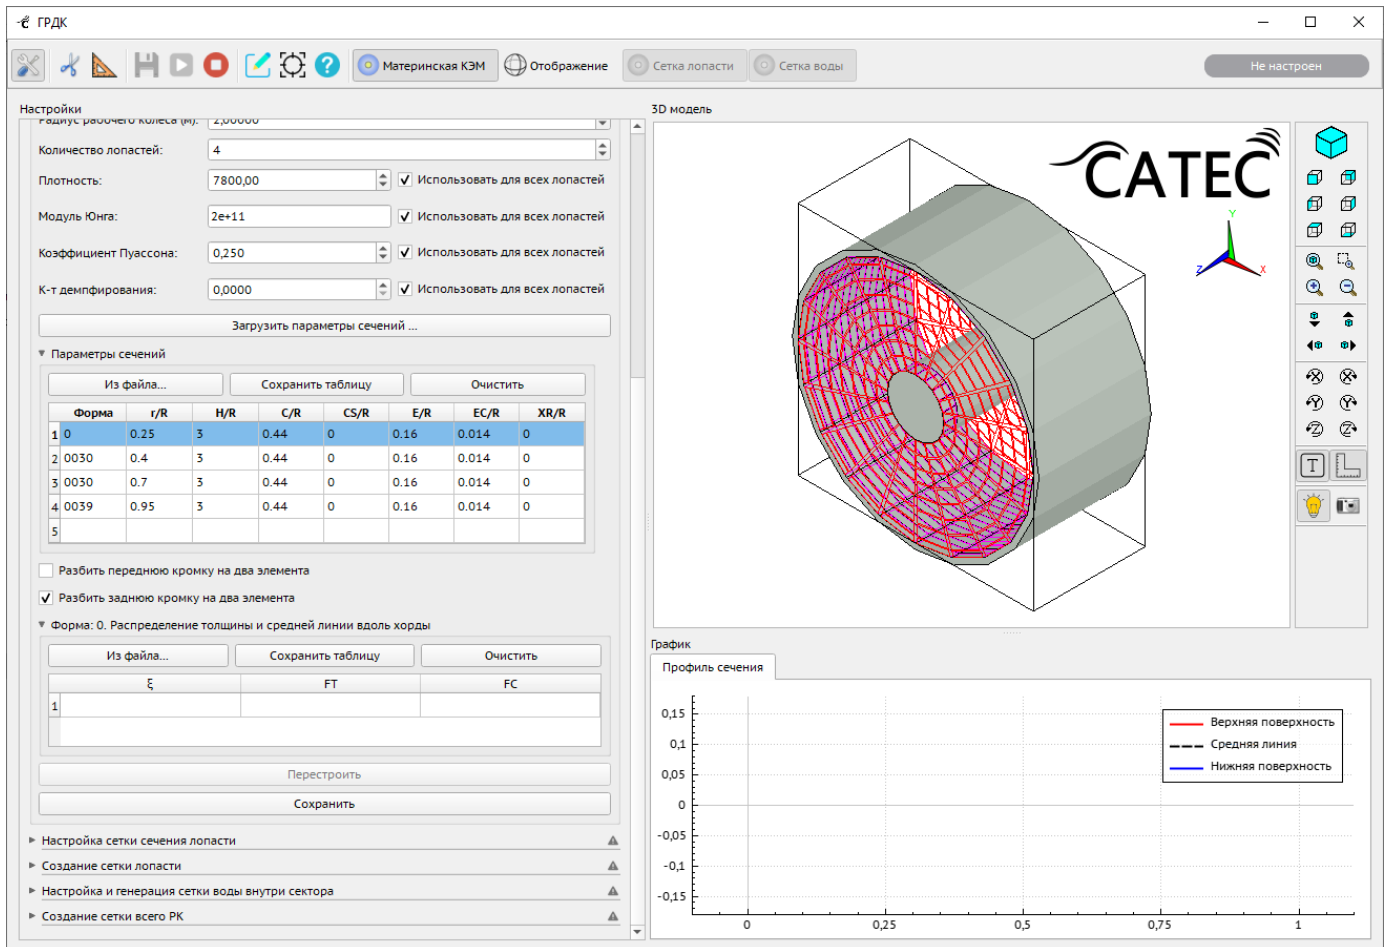 ГРДК
Материнская КЭМ
Отображение
Сетка лопасти
Сетка воды
Не настроен
Настройки
3D модель
Радиус рабочего колеса (м): 2,00000
Количество лопастей: 4
Плотность: 7800,00 Использовать для всех лопастей
Модуль Юнга: 2e+11 Использовать для всех лопастей
Коэффициент Пуассона: 0,250 Использовать для всех лопастей
К-т демпфирования: 0,0000 Использовать для всех лопастей
Загрузить параметры сечений ...
Параметры сечений
Из файла... Сохранить таблицу Очистить
Форма r/R H/R C/R CS/R E/R EC/R XR/R
1 0 0.25 3 0.44 0 0.16 0.014 0
2 0030 0.4 3 0.44 0 0.16 0.014 0
3 0030 0.7 3 0.44 0 0.16 0.014 0
4 0039 0.95 3 0.44 0 0.16 0.014 0
5
Разбить переднюю кромку на два элемента
Разбить заднюю кромку на два элемента
Форма: 0. Распределение толщины и средней линии вдоль хорды
Из файла... Сохранить таблицу Очистить
ξ FT FC
1
Перестроить
Сохранить
Настройка сетки сечения лопасти
Создание сетки лопасти
Настройка и генерация сетки воды внутри сектора
Создание сетки всего РК
CATEC
Y
Z X
X X
Y Y
Z Z
T
График
Профиль сечения
0,15
0,1
0,05
0
-0,05
-0,1
-0,15
0 0,25 0,5 0,75 1
Верхняя поверхность
Средняя линия
Нижняя поверхность